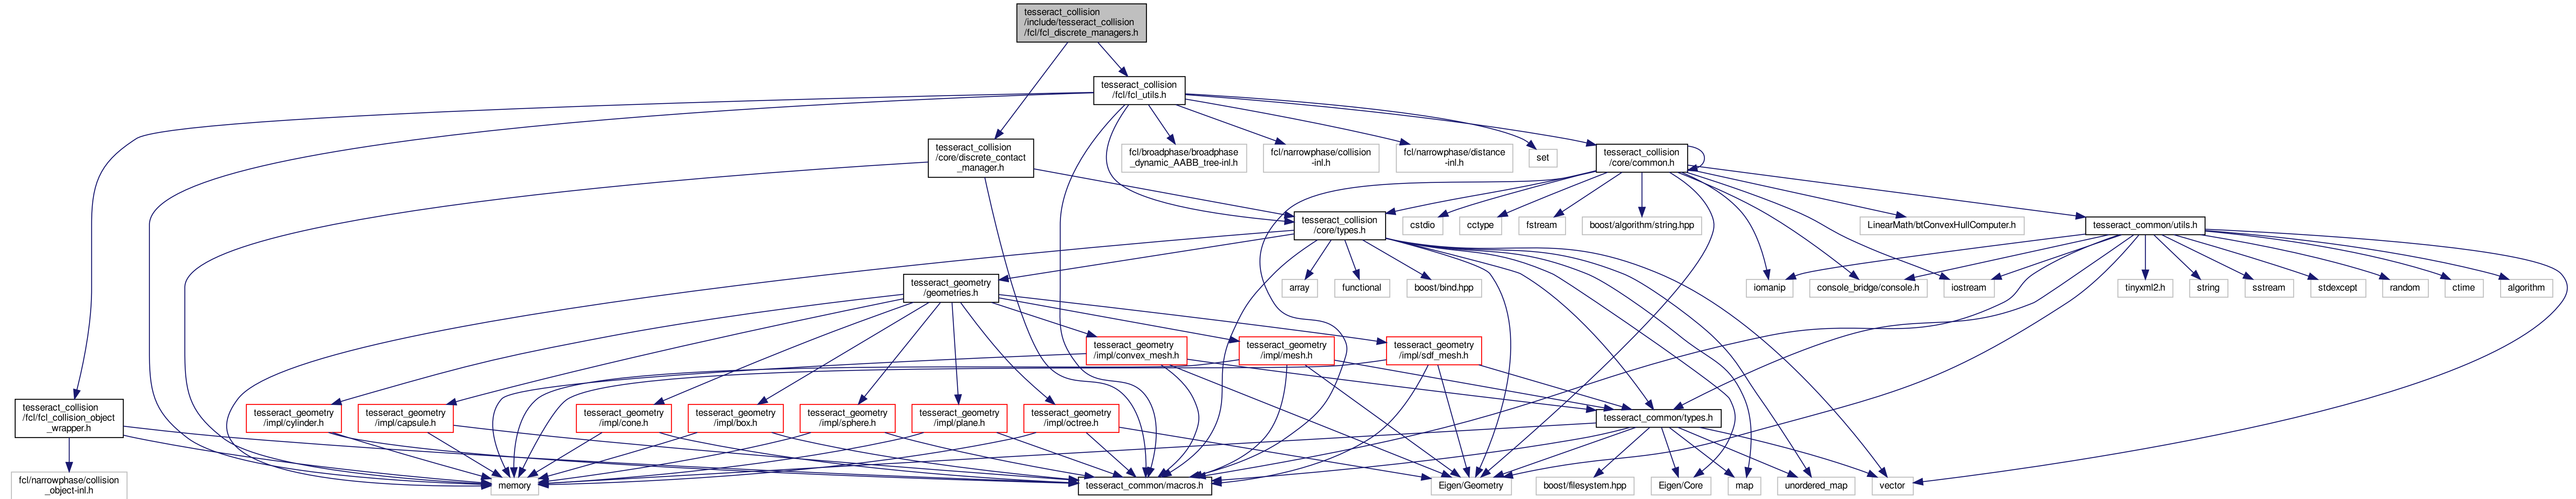 tesseract_collision
/include/tesseract_collision
/fcl/fcl_discrete_managers.h
tesseract_collision
/fcl/fcl_utils.h
tesseract_collision
/core/discrete_contact
_manager.h
fcl/broadphase/broadphase
_dynamic_AABB_tree-inl.h
fcl/narrowphase/collision
-inl.h
fcl/narrowphase/distance
-inl.h
set
tesseract_collision
/core/common.h
tesseract_collision
/core/types.h
cstdio
cctype
fstream
boost/algorithm/string.hpp
LinearMath/btConvexHullComputer.h
tesseract_common/utils.h
tesseract_geometry
/geometries.h
array
functional
boost/bind.hpp
iomanip
console_bridge/console.h
iostream
tinyxml2.h
string
sstream
stdexcept
random
ctime
algorithm
tesseract_geometry
/impl/convex_mesh.h
tesseract_geometry
/impl/mesh.h
tesseract_geometry
/impl/sdf_mesh.h
tesseract_collision
/fcl/fcl_collision_object
_wrapper.h
tesseract_geometry
/impl/cylinder.h
tesseract_geometry
/impl/capsule.h
tesseract_geometry
/impl/cone.h
tesseract_geometry
/impl/box.h
tesseract_geometry
/impl/sphere.h
tesseract_geometry
/impl/plane.h
tesseract_geometry
/impl/octree.h
tesseract_common/types.h
fcl/narrowphase/collision
_object-inl.h
memory
tesseract_common/macros.h
Eigen/Geometry
boost/filesystem.hpp
Eigen/Core
map
unordered_map
vector